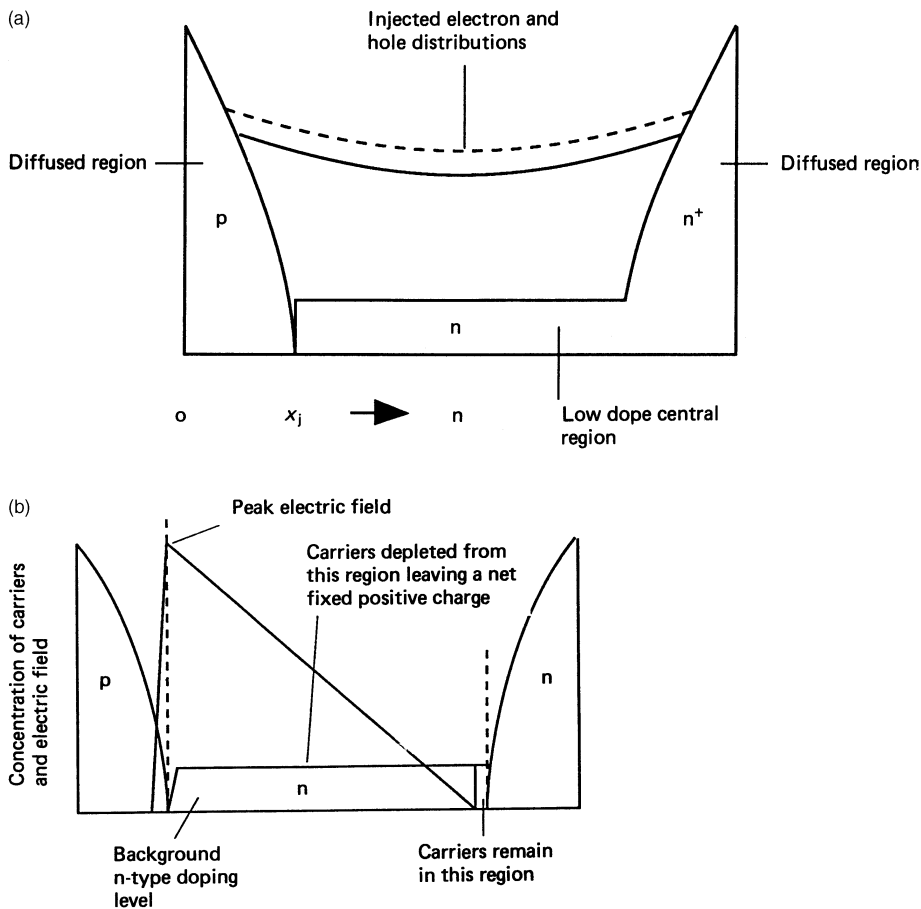 (a)
Injected electron and
hole distributions
Diffused region
Diffused region
p
n+
n
o
xj
n
Low dope central
region
(b)
Peak electric field
Carriers depleted from
this region leaving a net
fixed positive charge
Concentration of carriers
and electric field
p
n
n
Background
n-type doping
level
Carriers remain
in this region